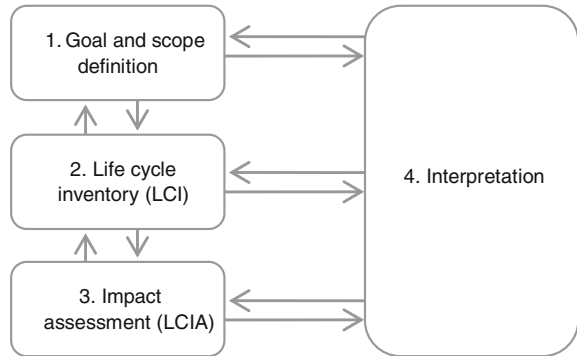 1. Goal and scope
definition
2. Life cycle
inventory (LCI)
3. Impact
assessment (LCIA)
4. Interpretation